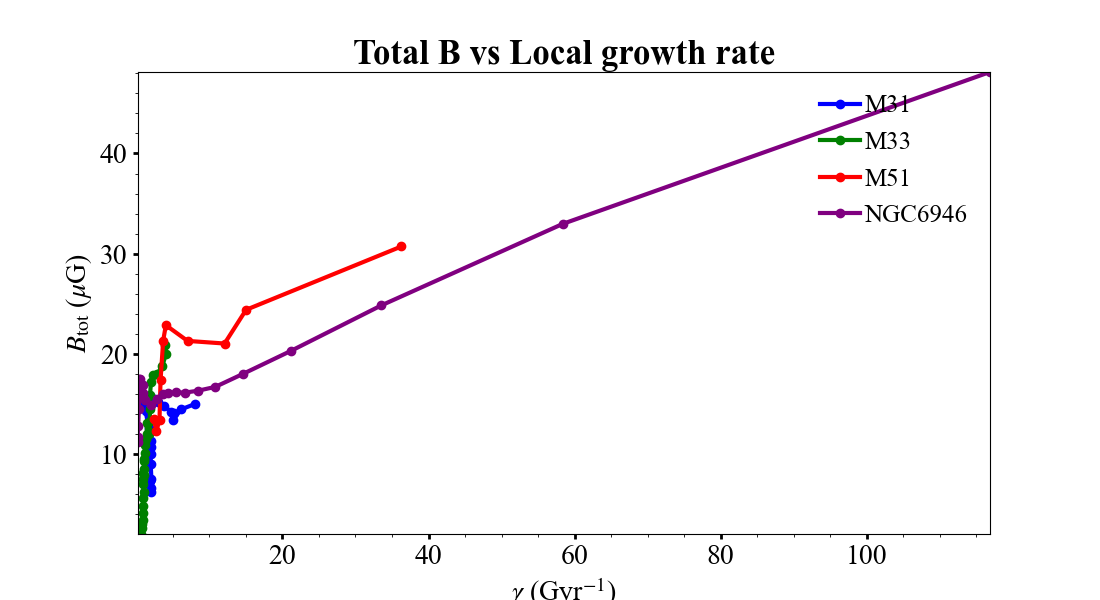 Total B vs Local growth rate
M31
M33
M51
NGC6946
B_tot (μG)
40
30
20
10
20 40 60 80 100
γ (Gyr⁻¹)